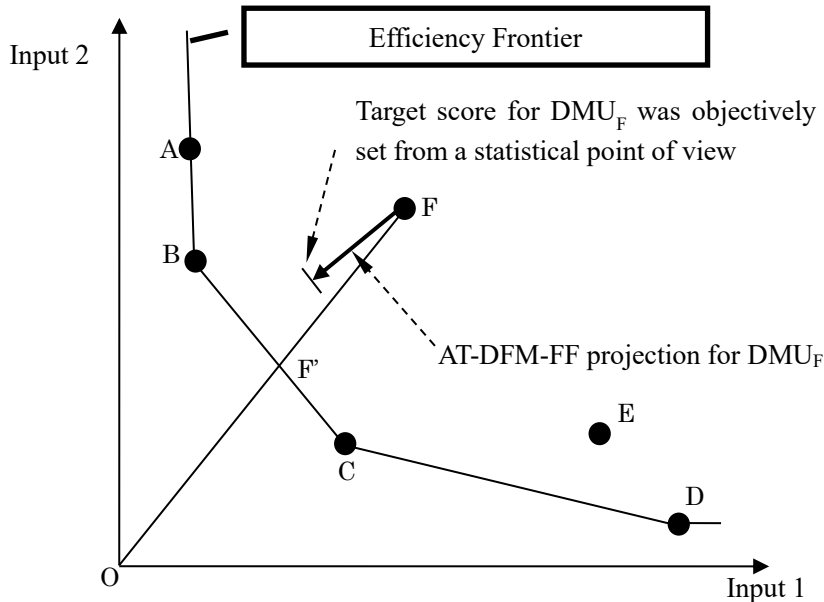 Efficiency Frontier
Input 2
Target score for DMU_F was objectively
set from a statistical point of view
A
F
B
AT-DFM-FF projection for DMU_F
F’
E
C
D
O
Input 1